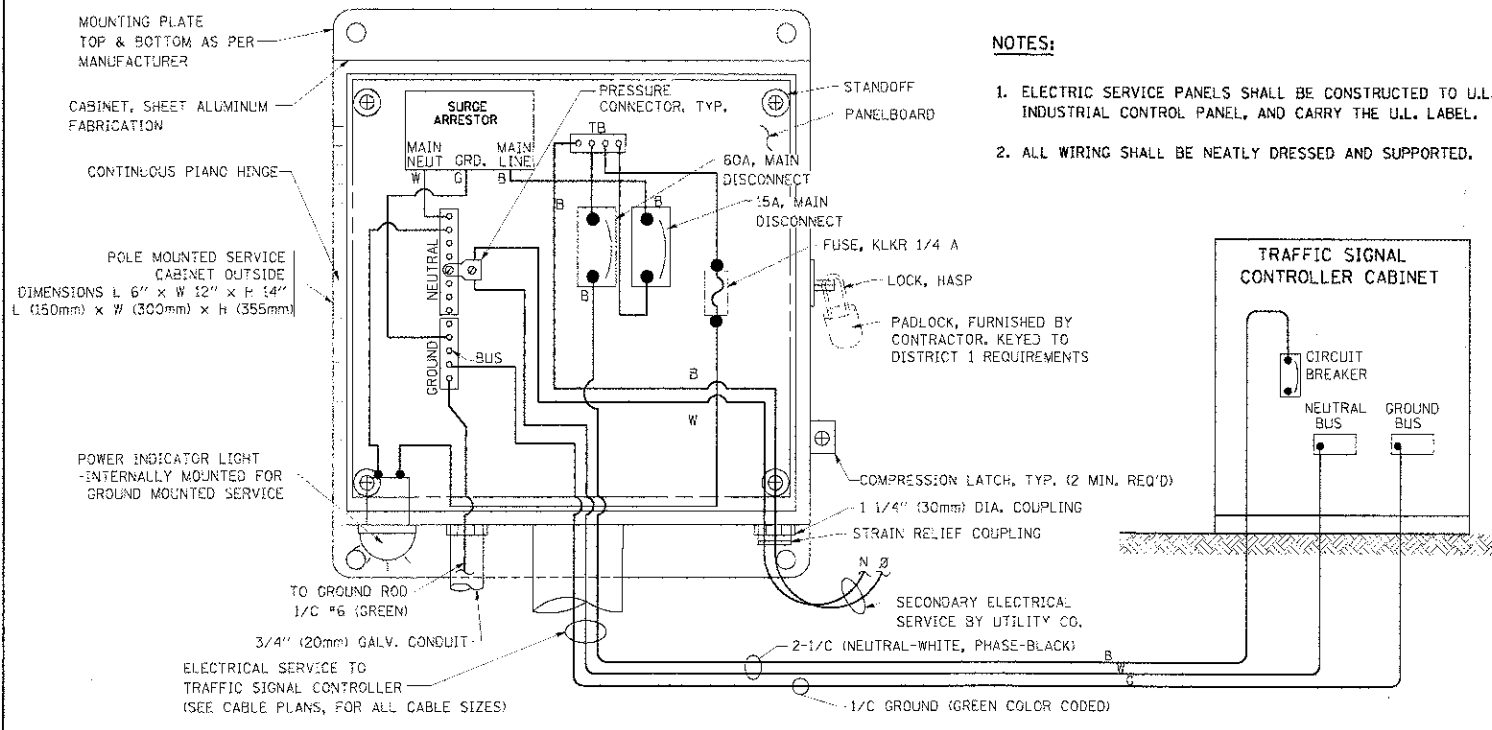 MOUNTING PLATE
TOP & BOTTOM AS PER
MANUFACTURER
CABINET, SHEET ALUMINUM
FABRICATION
CONTINUOUS PIANO HINGE
POLE MOUNTED SERVICE
CABINET OUTSIDE
DIMENSIONS L 6" x W 12" x H 14"
L (150mm) x W (300mm) x H (355mm)
POWER INDICATOR LIGHT
-INTERNALLY MOUNTED FOR
GROUND MOUNTED SERVICE
SURGE
ARRESTOR
MAIN
NEUT
GRD.
MAIN
LINE
W
G
B
PRESSURE
CONNECTOR, TYP.
TB
STANDOFF
PANELBOARD
60A, MAIN
DISCONNECT
15A, MAIN
DISCONNECT
FUSE, KLKR 1/4 A
B
B
B
NEUTRAL
GROUND
BUS
LOCK, HASP
PADLOCK, FURNISHED BY
CONTRACTOR. KEYED TO
DISTRICT 1 REQUIREMENTS
B
W
COMPRESSION LATCH, TYP. (2 MIN. REQ'D)
1 1/4" (30mm) DIA. COUPLING
STRAIN RELIEF COUPLING
N Ø
SECONDARY ELECTRICAL
SERVICE BY UTILITY CO.
TO GROUND ROD
1/C #6 (GREEN)
3/4" (20mm) GALV. CONDUIT
ELECTRICAL SERVICE TO
TRAFFIC SIGNAL CONTROLLER
(SEE CABLE PLANS, FOR ALL CABLE SIZES)
2-1/C (NEUTRAL-WHITE, PHASE-BLACK)
B
W
G
1/C GROUND (GREEN COLOR CODED)
NOTES:
1. ELECTRIC SERVICE PANELS SHALL BE CONSTRUCTED TO U.L.
INDUSTRIAL CONTROL PANEL, AND CARRY THE U.L. LABEL.
2. ALL WIRING SHALL BE NEATLY DRESSED AND SUPPORTED.
TRAFFIC SIGNAL
CONTROLLER CABINET
CIRCUIT
BREAKER
NEUTRAL
BUS
GROUND
BUS